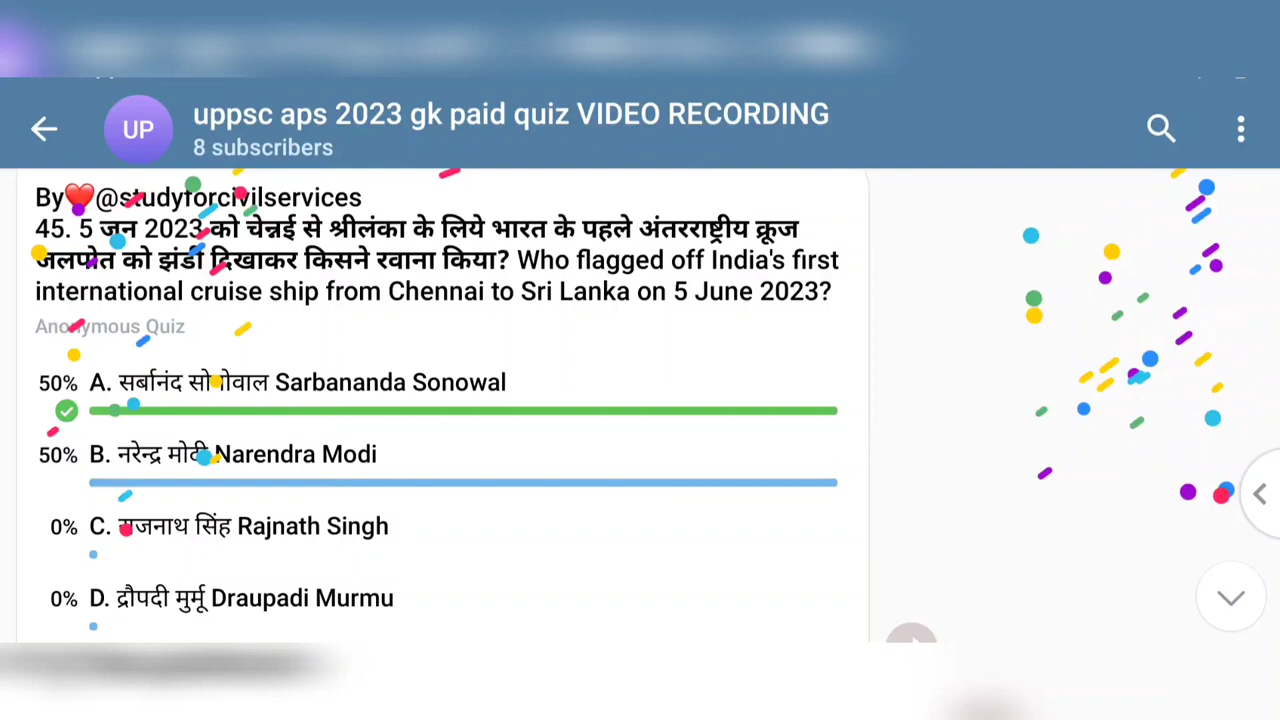 UP
uppsc aps 2023 gk paid quiz VIDEO RECORDING
8 subscribers
By❤️@studyforcivilservices
45. 5 जन 2023 को चेन्नई से श्रीलंका के लिये भारत के पहले अंतरराष्ट्रीय क्रूज
जलपोत को झंडी दिखाकर किसने रवाना किया? Who flagged off India's first
international cruise ship from Chennai to Sri Lanka on 5 June 2023?
Anonymous Quiz
50% A. सर्बानंद सोनोवाल Sarbananda Sonowal
50% B. नरेन्द्र मोदी Narendra Modi
0% C. राजनाथ सिंह Rajnath Singh
0% D. द्रौपदी मुर्मू Draupadi Murmu